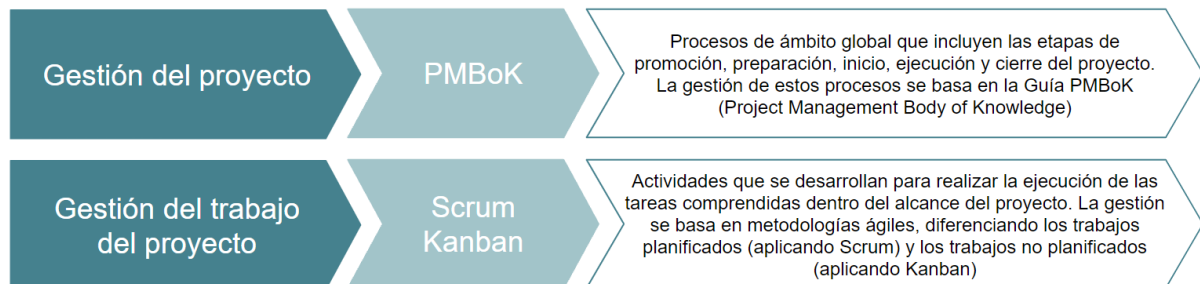 Gestión del proyecto
PMBoK
Procesos de ámbito global que incluyen las etapas de
promoción, preparación, inicio, ejecución y cierre del proyecto.
La gestión de estos procesos se basa en la Guía PMBoK
(Project Management Body of Knowledge)
Gestión del trabajo
del proyecto
Scrum
Kanban
Actividades que se desarrollan para realizar la ejecución de las
tareas comprendidas dentro del alcance del proyecto. La gestión
se basa en metodologías ágiles, diferenciando los trabajos
planificados (aplicando Scrum) y los trabajos no planificados
(aplicando Kanban)